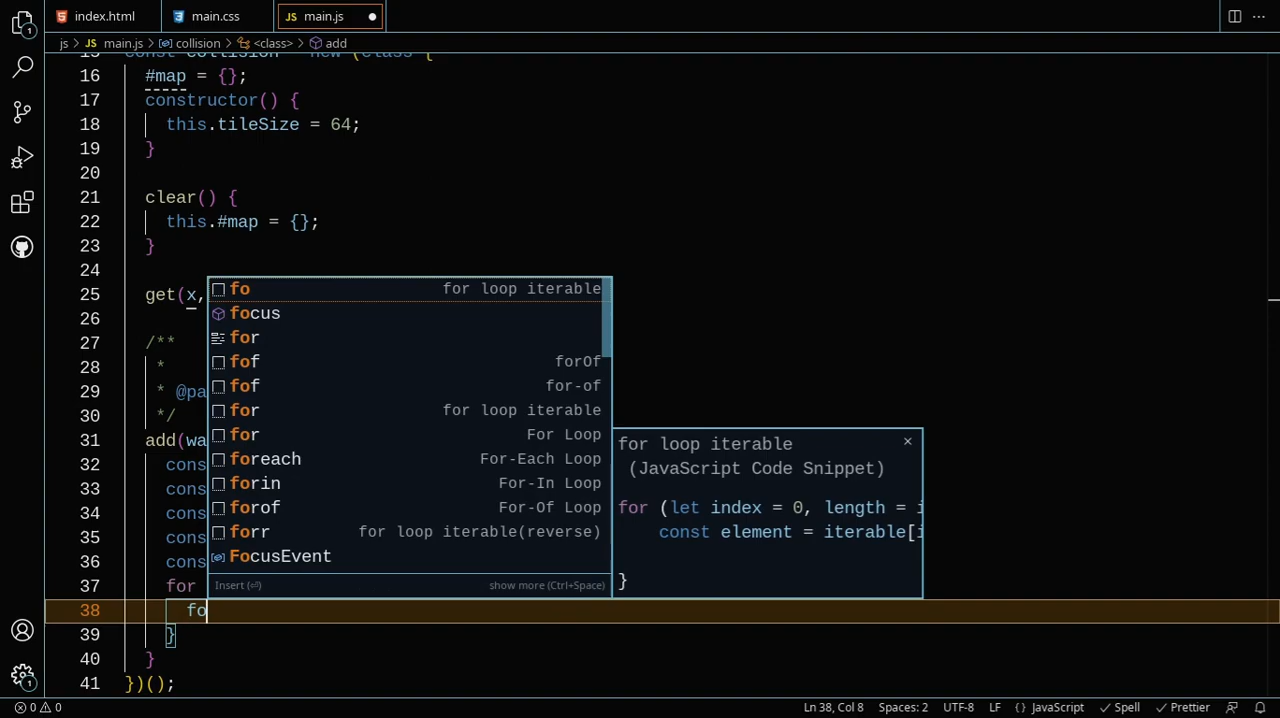 index.html main.css JS main.js
js > JS main.js > collision > <class> > add
16 #map = {};
17 constructor() {
18 this.tileSize = 64;
19 }
20
21 clear() {
22 this.#map = {};
23 }
24
25 get(x,
26
27 /**
28 *
29 * @pa
30 */
31 add(wa
32 cons
33 cons
34 cons
35 cons
36 cons
37 for
38 fo
39 }
40 }
41 })();
fo for loop iterable
focus
for
fof forOf
fof for-of
for for loop iterable
for For Loop
foreach For-Each Loop
forin For-In Loop
forof For-Of Loop
forr for loop iterable(reverse)
FocusEvent
Insert (⏎) show more (Ctrl+Space)
for loop iterable
(JavaScript Code Snippet)
for (let index = 0, length = i
const element = iterable[i
}
1
1
0 0 Ln 38, Col 8 Spaces: 2 UTF-8 LF {} JavaScript Spell Prettier